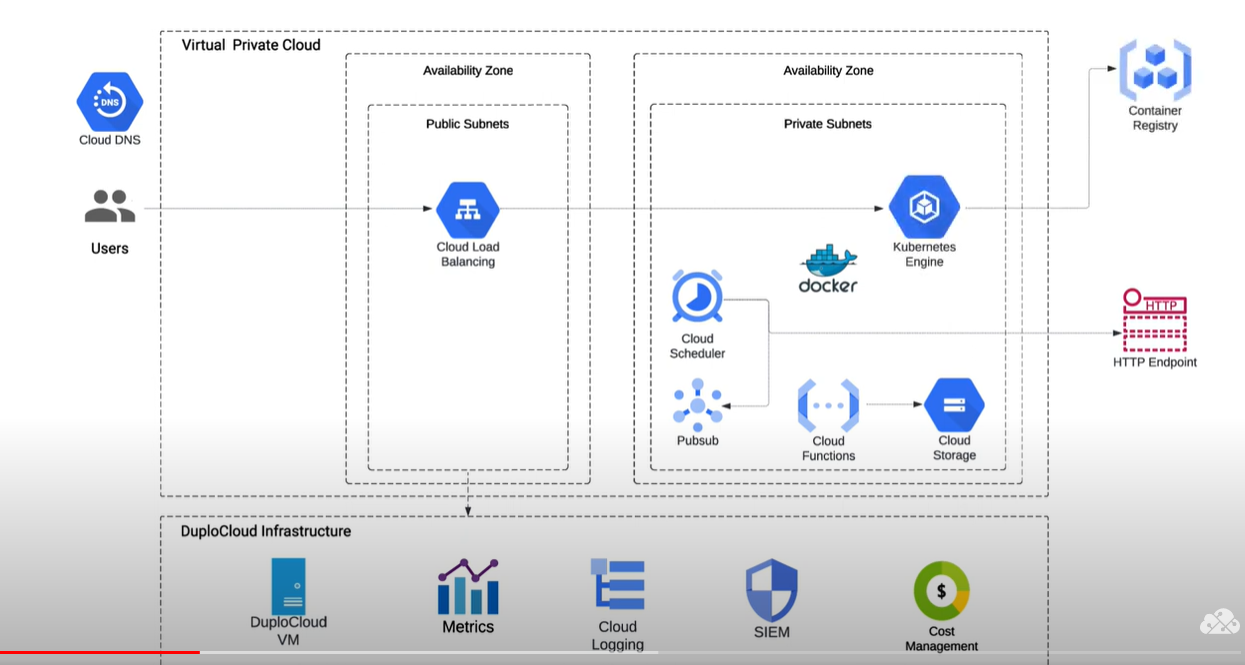 Virtual Private Cloud
Availability Zone
Availability Zone
Public Subnets
Private Subnets
DNS
Cloud DNS
Container
Registry
Users
Cloud Load
Balancing
Kubernetes
Engine
docker
HTTP
HTTP Endpoint
Cloud
Scheduler
Pubsub
Cloud
Functions
Cloud
Storage
DuploCloud Infrastructure
DuploCloud
VM
Metrics
Cloud
Logging
SIEM
$
Cost
Management